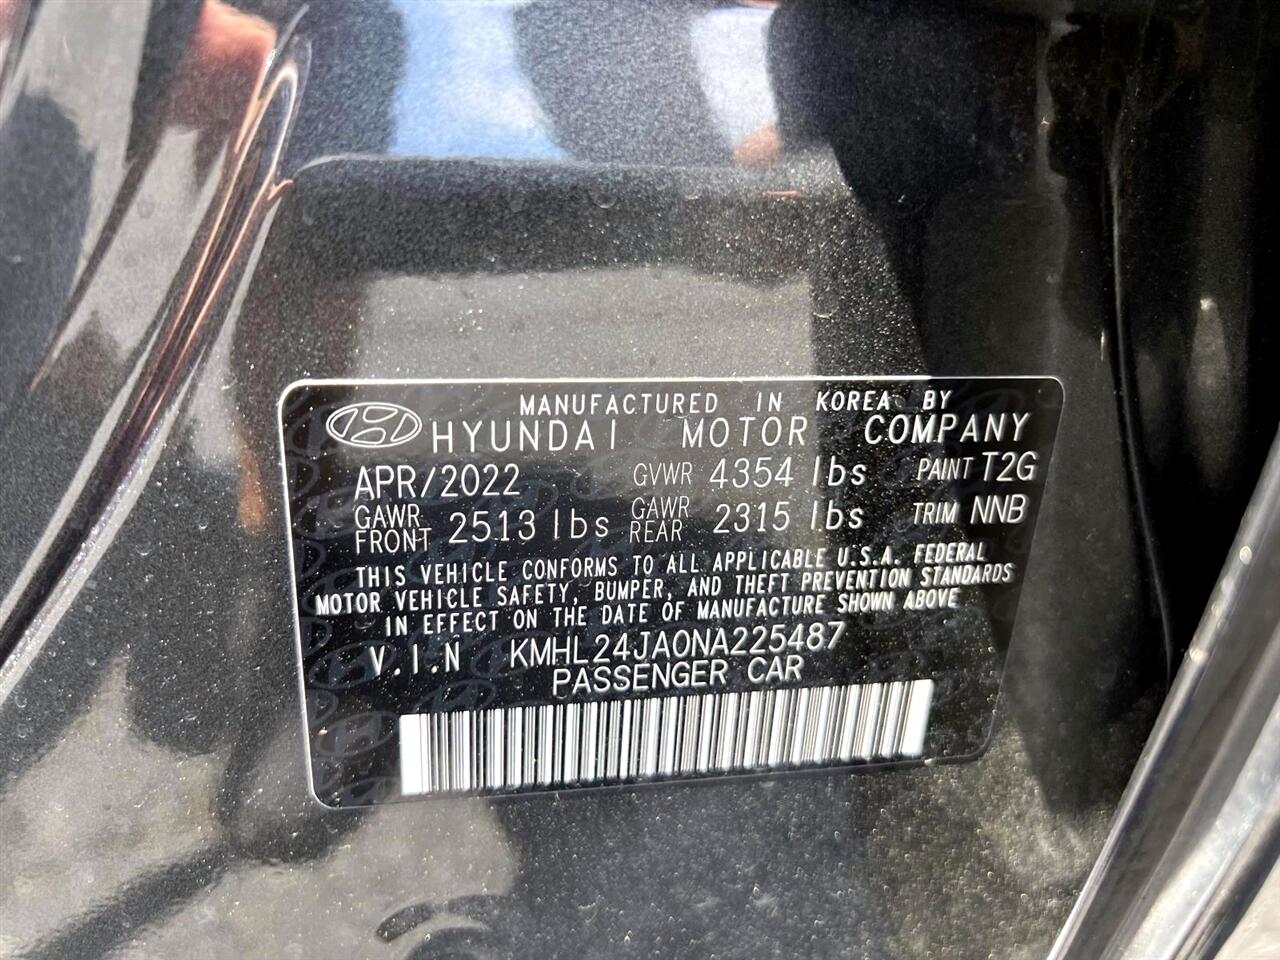 MANUFACTURED IN KOREA BY
HYUNDAI MOTOR COMPANY
APR/2022 GVWR 4354 lbs PAINT T2G
GAWR FRONT 2513 lbs GAWR REAR 2315 lbs TRIM NNB
THIS VEHICLE CONFORMS TO ALL APPLICABLE U.S.A. FEDERAL
MOTOR VEHICLE SAFETY, BUMPER, AND THEFT PREVENTION STANDARDS
IN EFFECT ON THE DATE OF MANUFACTURE SHOWN ABOVE
V.I.N KMHL24JA0NA225487
PASSENGER CAR